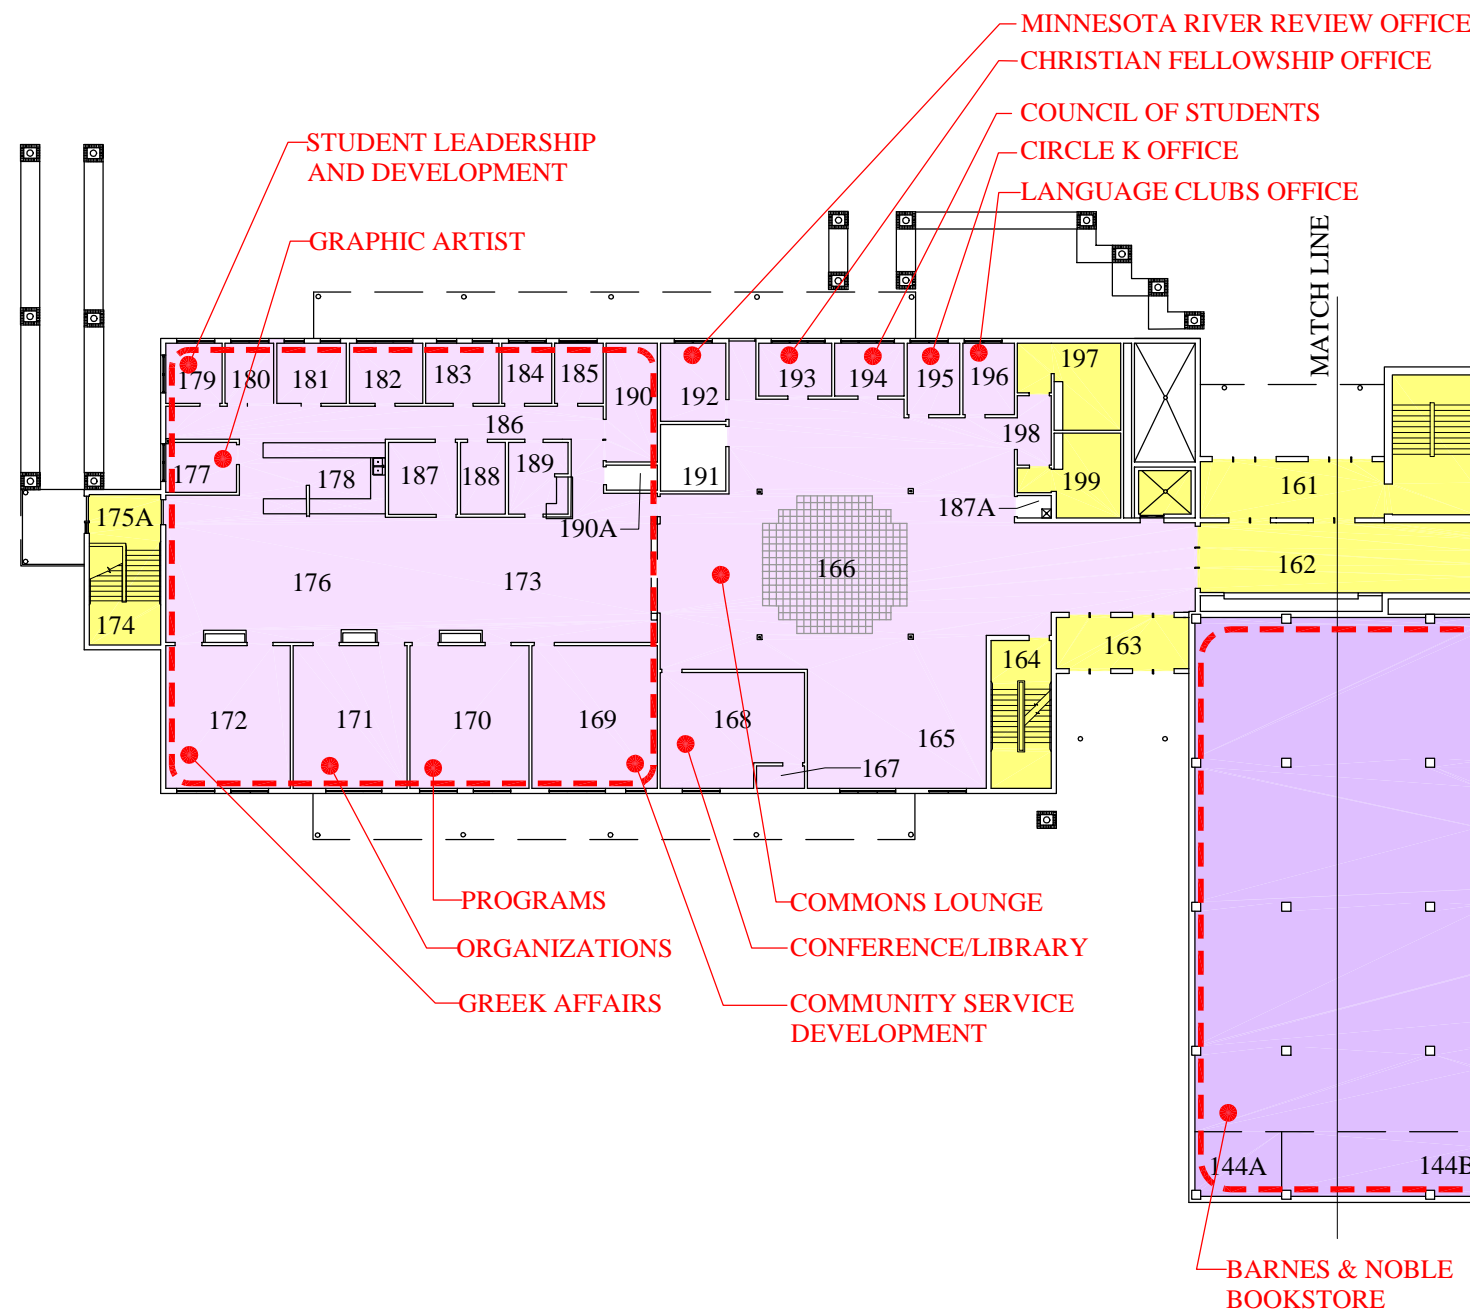 MINNESOTA RIVER REVIEW OFFICE
CHRISTIAN FELLOWSHIP OFFICE
COUNCIL OF STUDENTS
CIRCLE K OFFICE
LANGUAGE CLUBS OFFICE
STUDENT LEADERSHIP
AND DEVELOPMENT
GRAPHIC ARTIST
MATCH LINE
179 180 181 182 183 184 185 190 192 193 194 195 196 197
186 198
177 178 187 188 189 191 199 161
175A 190A 187A
176 173 166 162
174 164 163
172 171 170 169 168 165
167
PROGRAMS
ORGANIZATIONS
GREEK AFFAIRS
COMMONS LOUNGE
CONFERENCE/LIBRARY
COMMUNITY SERVICE
DEVELOPMENT
144A 144B
BARNES & NOBLE
BOOKSTORE